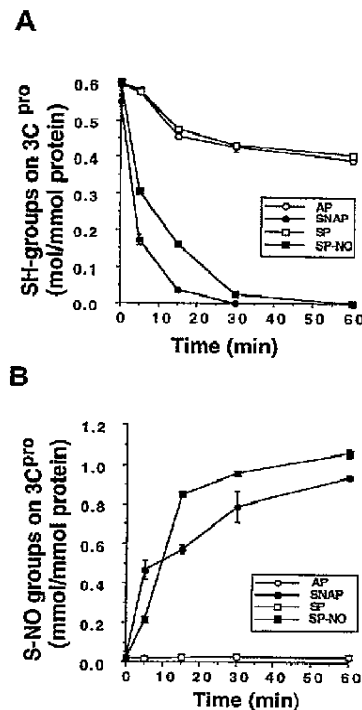 A
SH-groups on 3C pro
(mol/mmol protein)
0.6
0.5
0.4
0.3
0.2
0.1
0.0
AP
SNAP
SP
SP-NO
0 10 20 30 40 50 60
Time (min)
B
S-NO groups on 3Cpro
(mmol/mmol protein)
1.2
1.0
0.8
0.6
0.4
0.2
0.0
AP
SNAP
SP
SP-NO
0 10 20 30 40 50 60
Time (min)